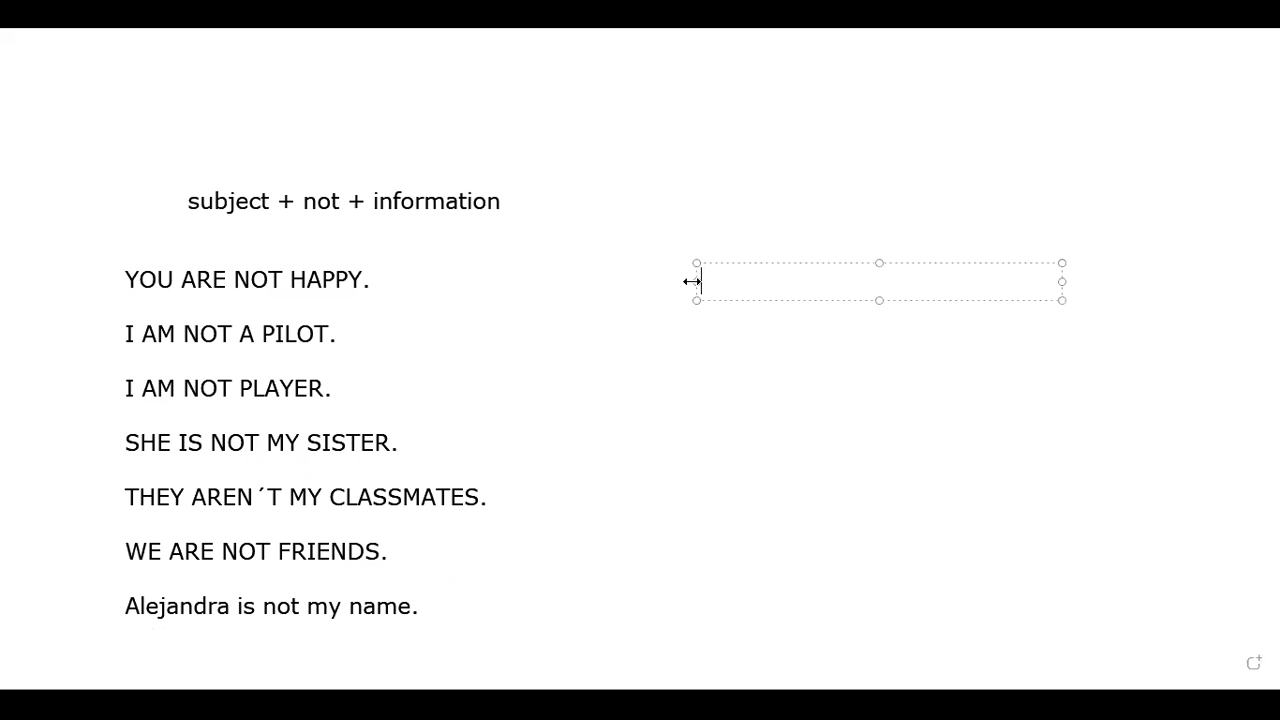 subject + not + information
YOU ARE NOT HAPPY.
I AM NOT A PILOT.
I AM NOT PLAYER.
SHE IS NOT MY SISTER.
THEY AREN´T MY CLASSMATES.
WE ARE NOT FRIENDS.
Alejandra is not my name.